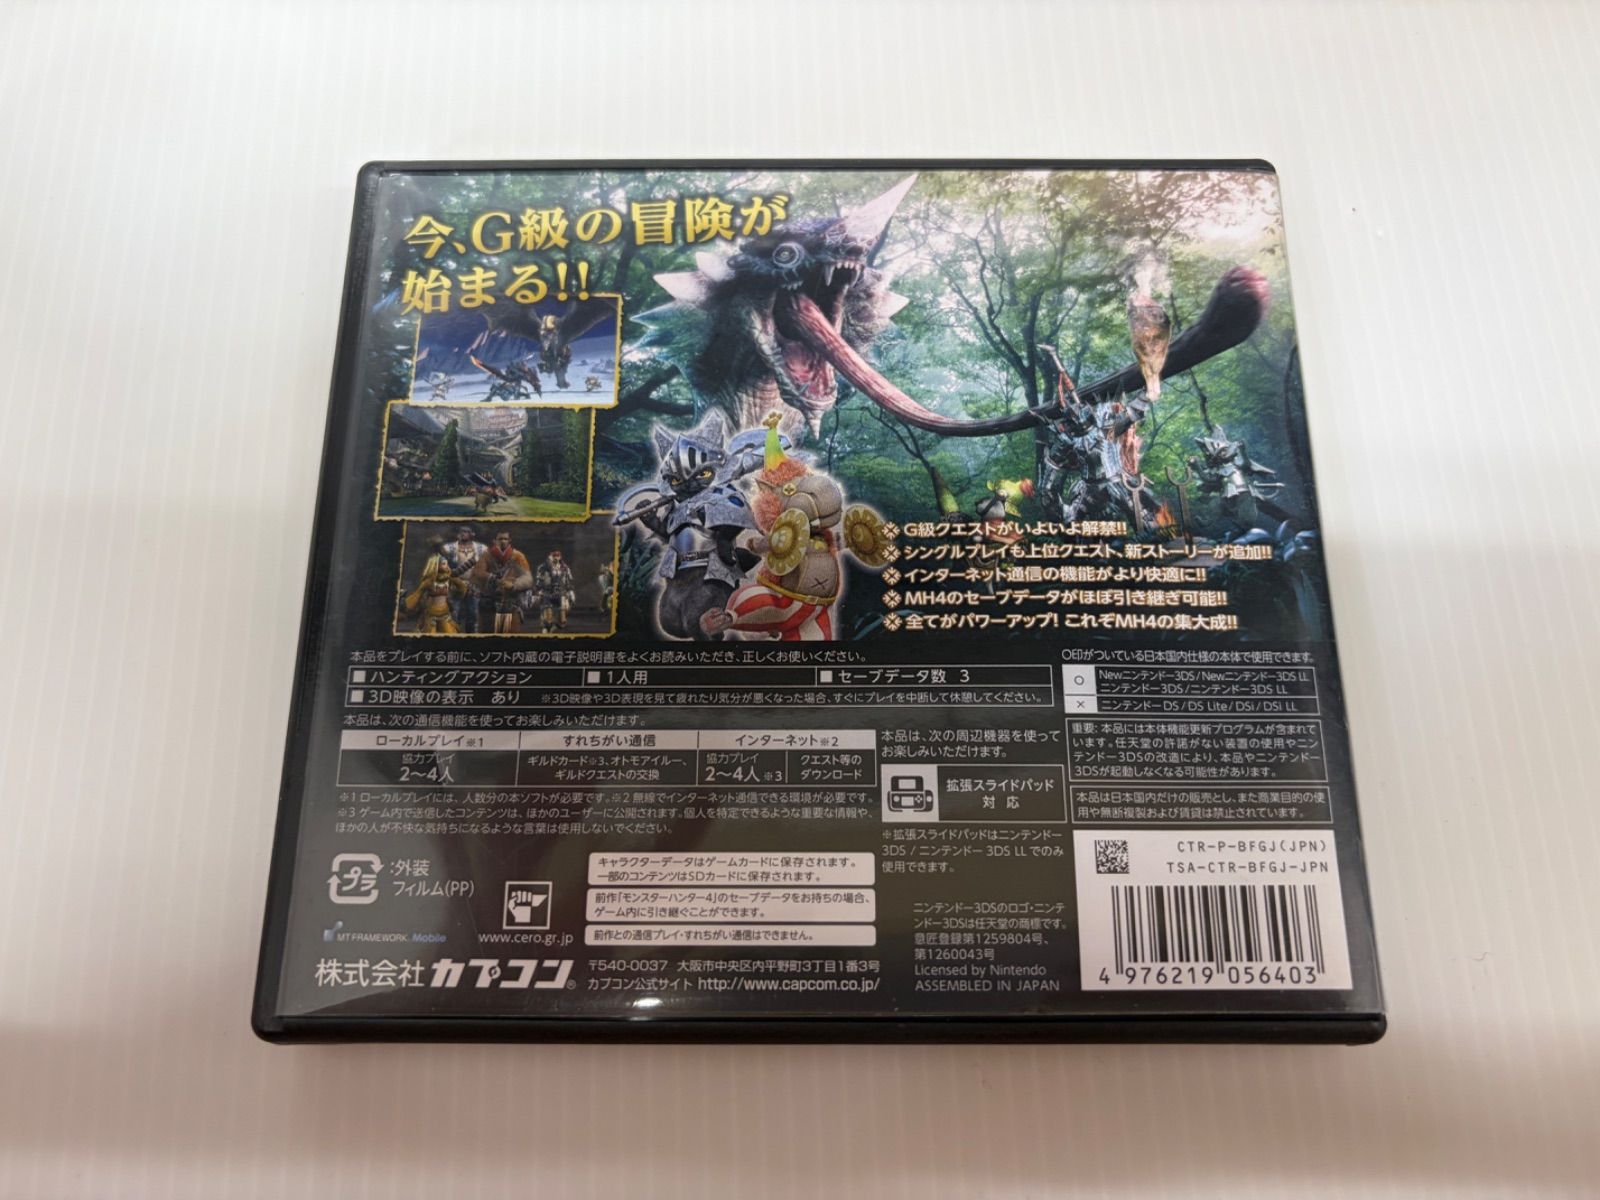 今、G級の冒険が
始まる!!
G級クエストがいよいよ解禁!!
シングルプレイも上位クエスト、新ストーリーが追加!!
インターネット通信の機能がより快適に!!
MH4のセーブデータがほぼ引き継ぎ可能!!
全てがパワーアップ! これぞMH4の集大成!!
本品をプレイする前に、ソフト内蔵の電子説明書をよくお読みいただき、正しくお使いください。
■ハンティングアクション ■1人用 ■セーブデータ数 3
■3D映像の表示 あり ※3D映像や3D表現を見て疲れたり気分が悪くなった場合、すぐにプレイを中断して休憩してください。
本品は、次の通信機能を使ってお楽しみいただけます。
ローカルプレイ※1 すれちがい通信 インターネット※2
協力プレイ
2〜4人
ギルドカード※3、オトモアイルー、
ギルドクエストの交換
協力プレイ
2〜4人※3
クエスト等の
ダウンロード
※1 ローカルプレイには、人数分の本ソフトが必要です。※2 無線でインターネット通信できる環境が必要です。
※3 ゲーム内で送信したコンテンツは、ほかのユーザーに公開されます。個人を特定できるような重要な情報や、
ほかの人が不快な気持ちになるような言葉は使用しないでください。
本品は、次の周辺機器を使って
お楽しみいただけます。
拡張スライドパッド
対応
※拡張スライドパッドはニンテンドー
3DS / ニンテンドー3DS LLでのみ
使用できます。
○印がついている日本国内仕様の本体で使用できます。
○ Newニンテンドー3DS / Newニンテンドー3DS LL
ニンテンドー3DS / ニンテンドー3DS LL
× ニンテンドーDS / DS Lite / DSi / DSi LL
重要: 本品には本体機能更新プログラムが含まれて
います。任天堂の許諾がない装置の使用やニン
テンドー3DSの改造により、本品やニンテンドー
3DSが起動しなくなる可能性があります。
本品は日本国内だけの販売とし、また商業目的の使
用や無断複製および賃貸は禁止されています。
プラ
:外装
フィルム(PP)
MT FRAMEWORK Mobile
www.cero.gr.jp
キャラクターデータはゲームカードに保存されます。
一部のコンテンツはSDカードに保存されます。
前作「モンスターハンター4」のセーブデータをお持ちの場合、
ゲーム内に引き継ぐことができます。
前作との通信プレイ・すれちがい通信はできません。
株式会社カプコン®
〒540-0037 大阪市中央区内平野町3丁目1番3号
カプコン公式サイト http://www.capcom.co.jp/
ニンテンドー3DSのロゴ・ニンテ
ンドー3DSは任天堂の商標です。
意匠登録第1259804号、
第1260043号
Licensed by Nintendo
ASSEMBLED IN JAPAN
CTR-P-BFGJ(JPN)
TSA-CTR-BFGJ-JPN
4 976219 056403